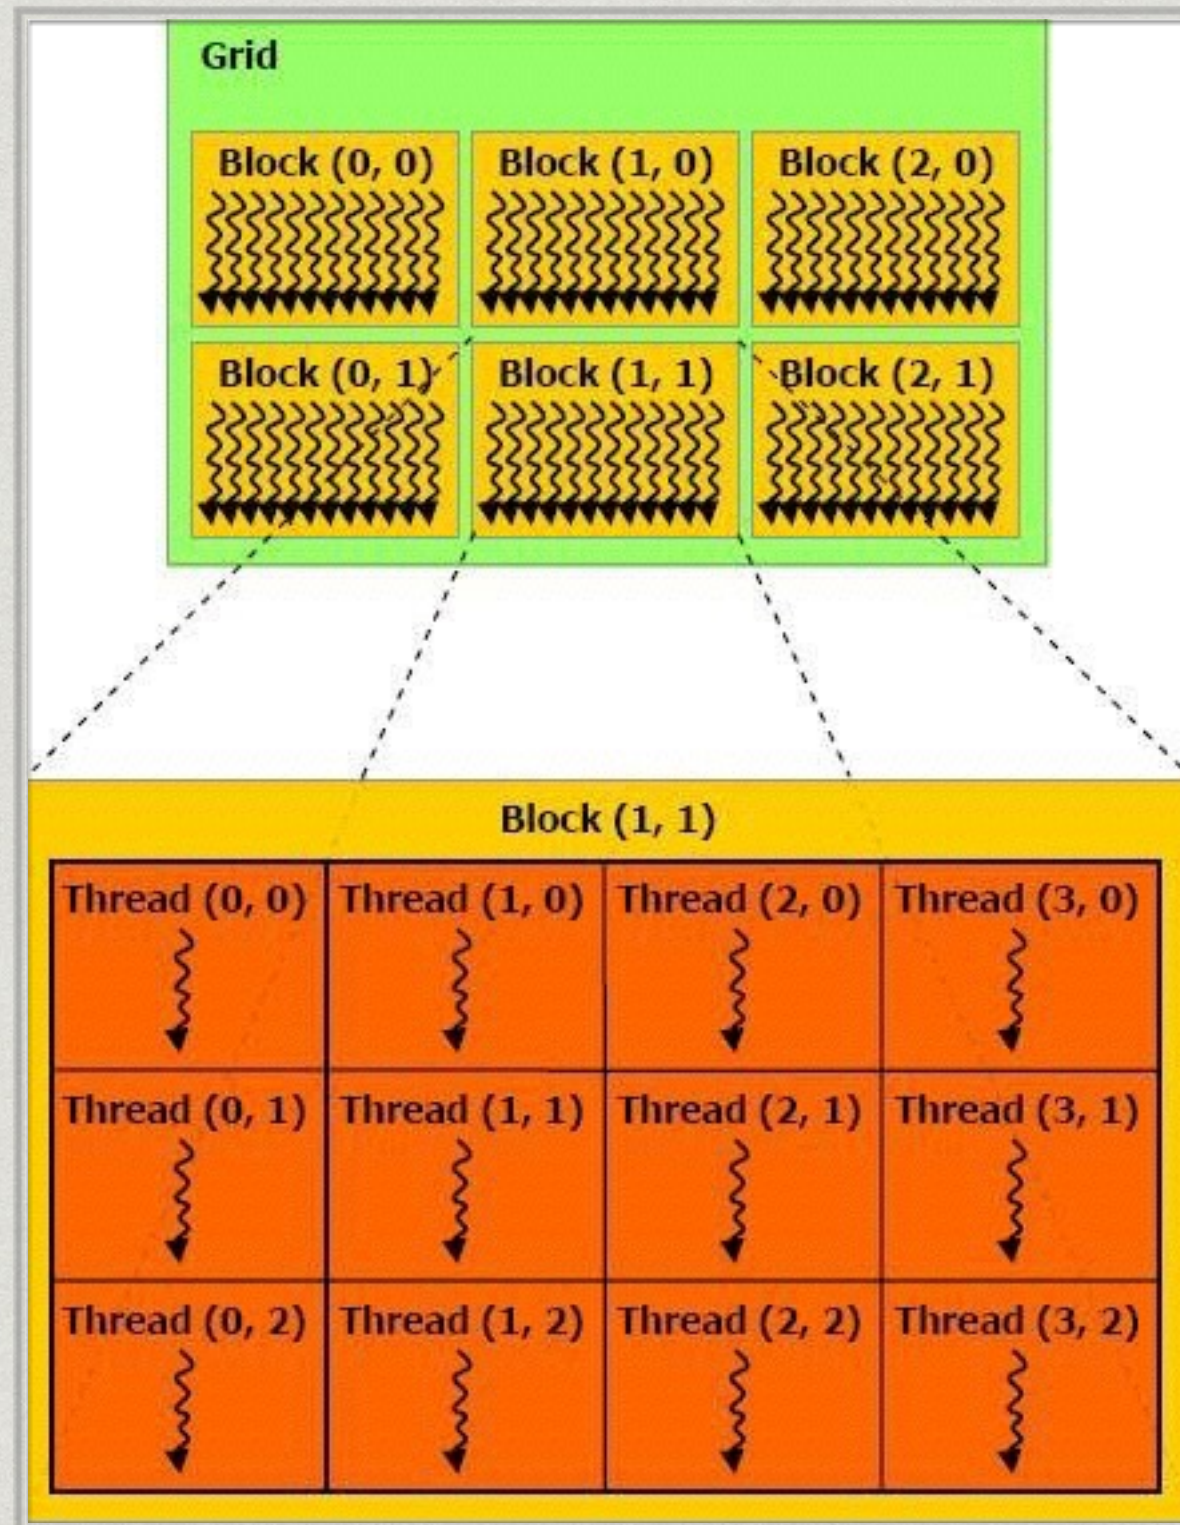 Grid
Block (0, 0) Block (1, 0) Block (2, 0)
Block (0, 1) Block (1, 1) Block (2, 1)
Block (1, 1)
Thread (0, 0) Thread (1, 0) Thread (2, 0) Thread (3, 0)
Thread (0, 1) Thread (1, 1) Thread (2, 1) Thread (3, 1)
Thread (0, 2) Thread (1, 2) Thread (2, 2) Thread (3, 2)